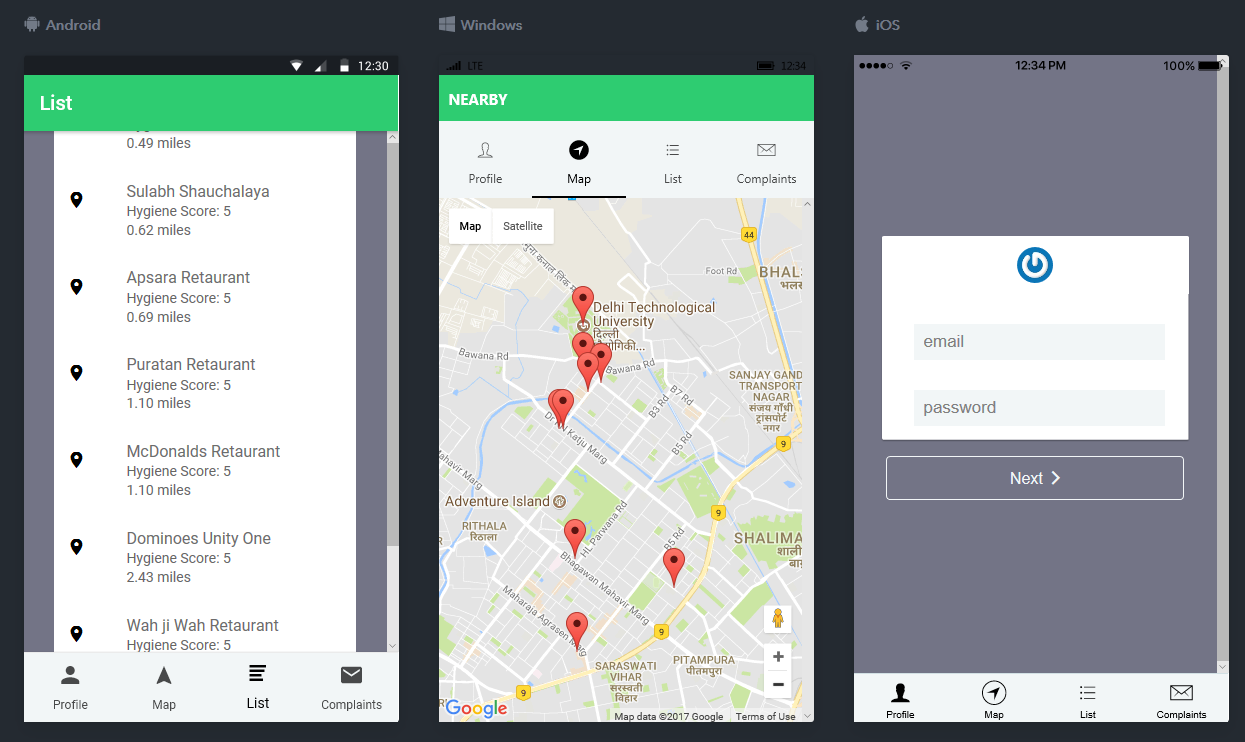 Android
12:30
List
0.49 miles
Sulabh Shauchalaya
Hygiene Score: 5
0.62 miles
Apsara Retaurant
Hygiene Score: 5
0.69 miles
Puratan Retaurant
Hygiene Score: 5
1.10 miles
McDonalds Retaurant
Hygiene Score: 5
1.10 miles
Dominoes Unity One
Hygiene Score: 5
2.43 miles
Wah ji Wah Retaurant
Hygiene Score: 5
Profile
Map
List
Complaints
Windows
LTE
12:34
NEARBY
Profile
Map
List
Complaints
Map
Satellite
44
Foot Rd
BHALS
Delhi Technological
University
दिल्ली
Bawana Rd
Bawana Rd
SANJAY GAND
TRANSPORT
NAGAR
संजय गाँधी
ट्रांसपोर्ट
नगर
B7 Rd
B3 Rd
B5 Rd
9
Katju Marg
Mahavir Marg
Adventure Island
9
RITHALA
रिठाला
HL Parwana Rd
B5 Rd
SHALIMA
Bhagawan Mahavir Marg
Maharaja Agrasen Marg
9
SARASWATI
VIHAR
सरस्वती
विहार
PITAMPURA
पीतमपुरा
9
Google
Map data ©2017 Google
Terms of Use
iOS
12:34 PM
100%
email
password
Next
Profile
Map
List
Complaints